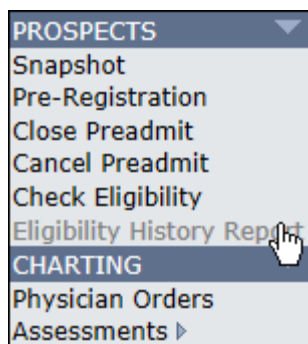 PROSPECTS
Snapshot
Pre-Registration
Close Preadmit
Cancel Preadmit
Check Eligibility
Eligibility History Report
CHARTING
Physician Orders
Assessments